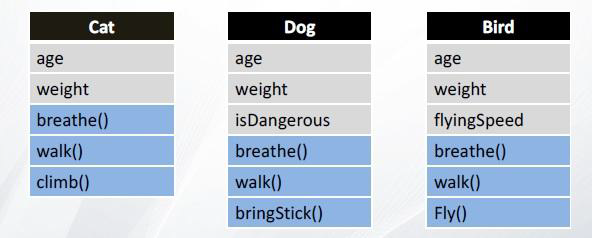 Cat
age
weight
breathe()
walk()
climb()
Dog
age
weight
isDangerous
breathe()
walk()
bringStick()
Bird
age
weight
flyingSpeed
breathe()
walk()
Fly()